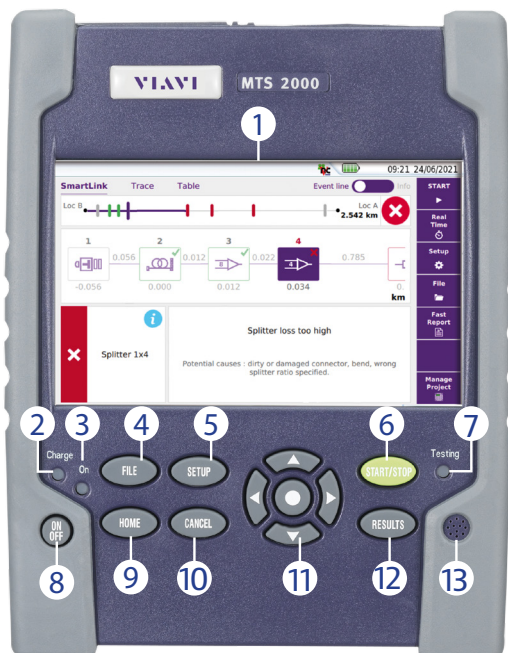 VIAVI
MTS 2000
1
DC
09:21 24/06/2021
SmartLink Trace Table Event line Info
START
Loc B
Loc A
2.542 km
Real
Time
1 2 3 4
0.056 0.012 0.022 0.785
-0.056 0.000 0.012 0.034 0.
km
Setup
File
Fast
Report
i
Splitter 1x4
Splitter loss too high
Potential causes : dirty or damaged connector, bend, wrong
splitter ratio specified.
Manage
Project
2 3 4 5 6 7
Charge
On
Testing
FILE
SETUP
START/STOP
ON
OFF
HOME
CANCEL
RESULTS
8 9 10 11 12 13